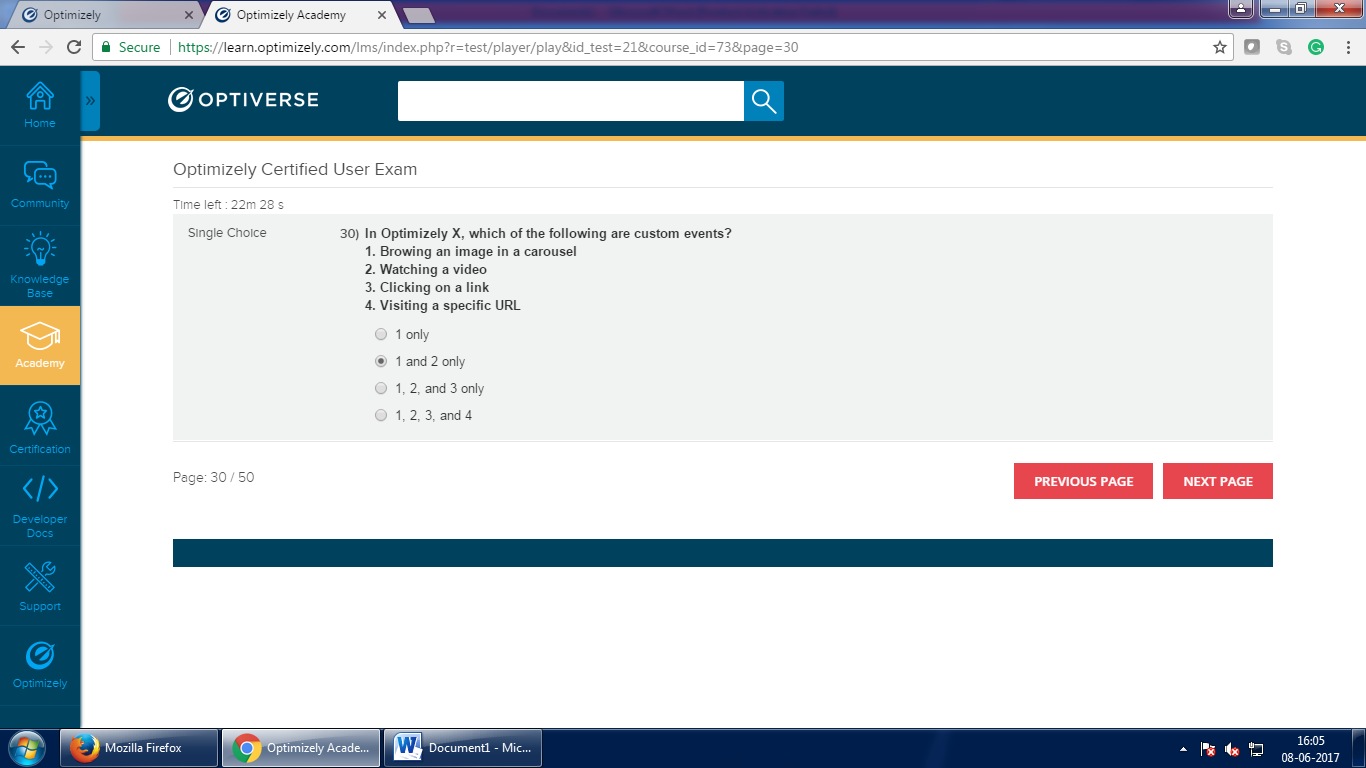 Optimizely
Optimizely Academy
Secure
https://learn.optimizely.com/lms/index.php?r=test/player/play&id_test=21&course_id=73&page=30
Home
Community
Knowledge
Base
Academy
Certification
Developer
Docs
Support
Optimizely
»
OPTIVERSE
Optimizely Certified User Exam
Time left : 22m 28 s
Single Choice
30) In Optimizely X, which of the following are custom events?
1. Browing an image in a carousel
2. Watching a video
3. Clicking on a link
4. Visiting a specific URL
1 only
1 and 2 only
1, 2, and 3 only
1, 2, 3, and 4
Page: 30 / 50
PREVIOUS PAGE
NEXT PAGE
Mozilla Firefox
Optimizely Acade...
Document1 - Mic...
16:05
08-06-2017